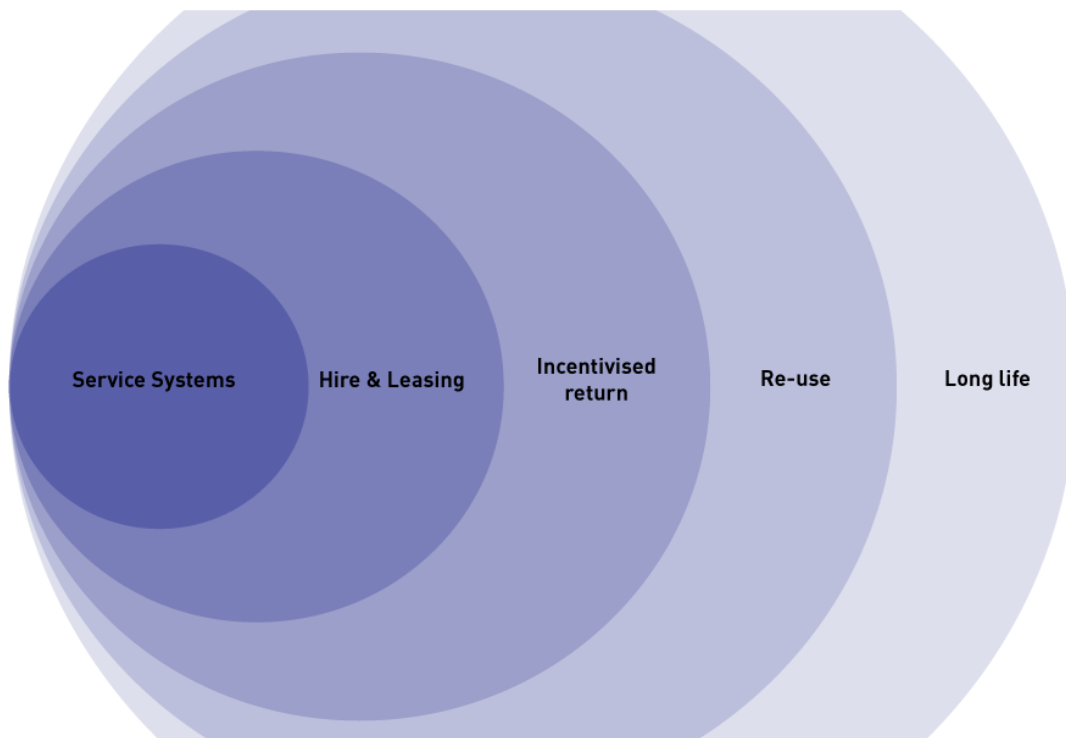 Service Systems
Hire & Leasing
Incentivised
return
Re-use
Long life